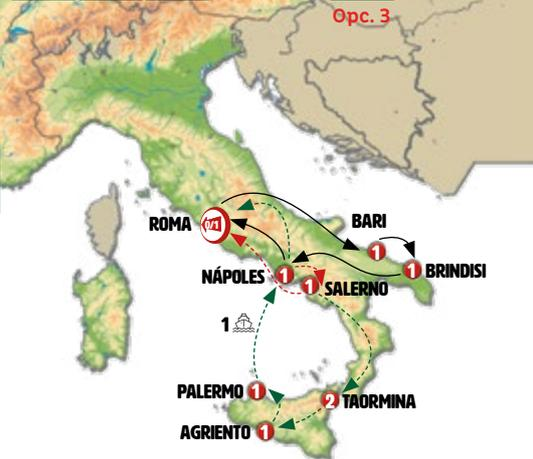 Opc. 3
ROMA
0/1
BARI
1
1 BRINDISI
NÁPOLES 1
1 SALERNO
1
PALERMO 1
2 TAORMINA
AGRIENTO 1